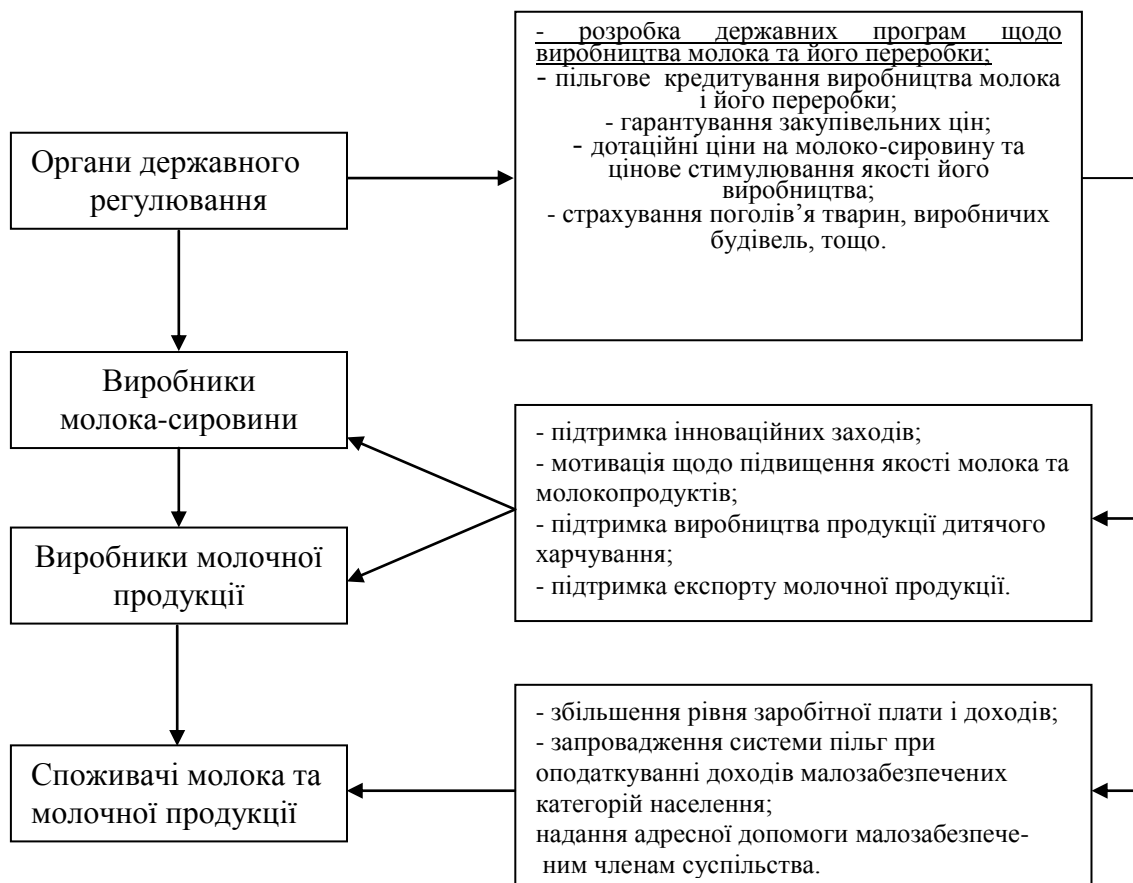 - розробка державних програм щодо
виробництва молока та його переробки;
- пільгове кредитування виробництва молока
і його переробки;
- гарантування закупівельних цін;
- дотаційні ціни на молоко-сировину та
цінове стимулювання якості його
виробництва;
- страхування поголів’я тварин, виробничих
будівель, тощо.
Органи державного
регулювання
Виробники
молока-сировини
- підтримка інноваційних заходів;
- мотивація щодо підвищення якості молока та
молокопродуктів;
- підтримка виробництва продукції дитячого
харчування;
- підтримка експорту молочної продукції.
Виробники молочної
продукції
- збільшення рівня заробітної плати і доходів;
- запровадження системи пільг при
оподаткуванні доходів малозабезпечених
категорій населення;
надання адресної допомоги малозабезпече-
ним членам суспільства.
Споживачі молока та
молочної продукції